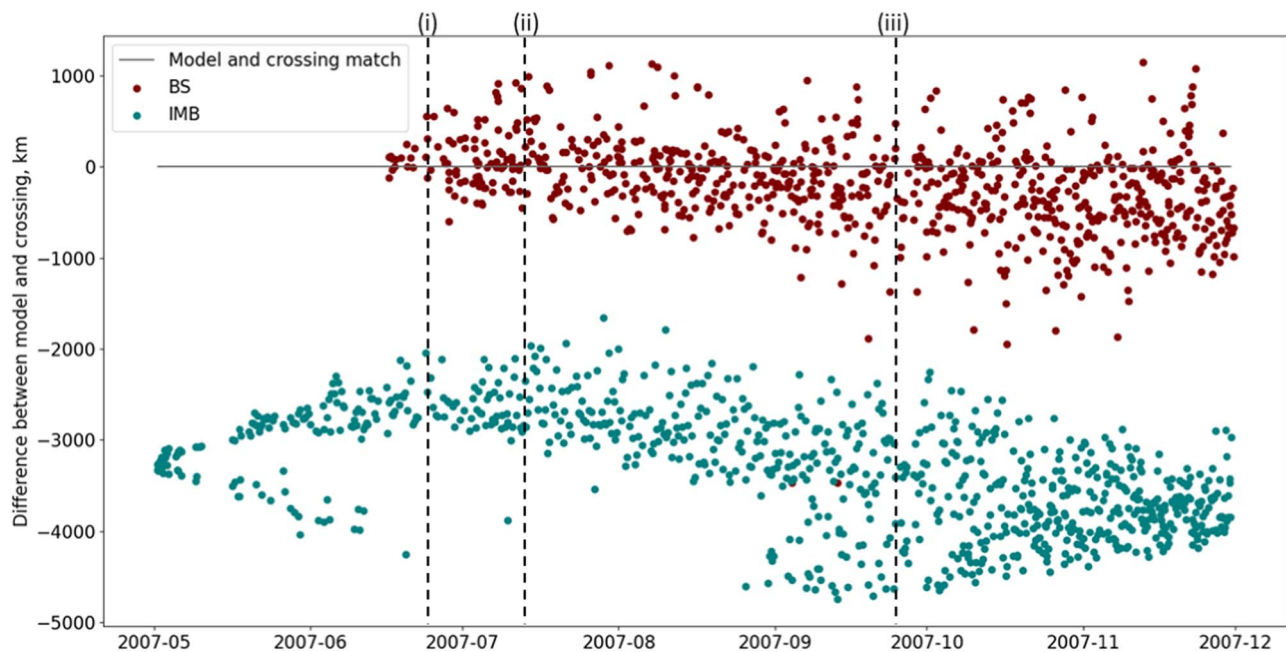 (i) (ii) (iii)
Model and crossing match
BS
IMB
Difference between model and crossing, km
1000
0
−1000
−2000
−3000
−4000
−5000
2007-05 2007-06 2007-07 2007-08 2007-09 2007-10 2007-11 2007-12